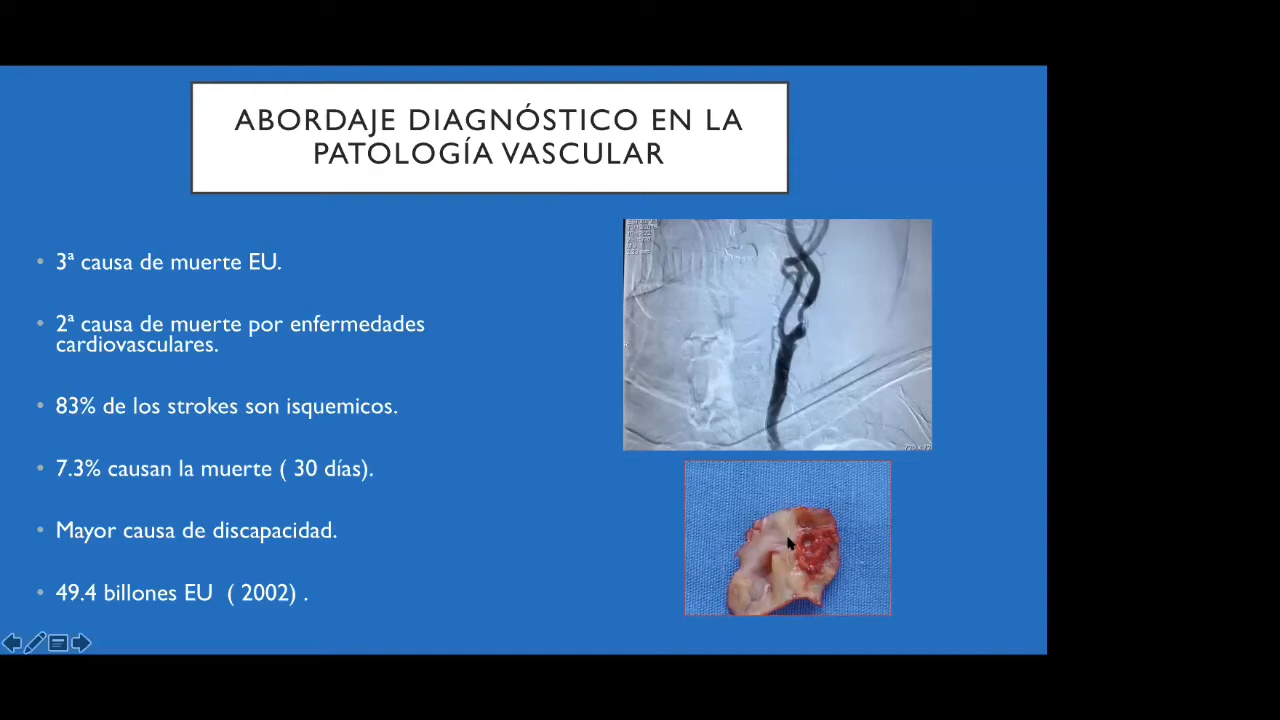 ABORDAJE DIAGNÓSTICO EN LA
PATOLOGÍA VASCULAR
• 3ª causa de muerte EU.
• 2ª causa de muerte por enfermedades
cardiovasculares.
• 83% de los strokes son isquemicos.
• 7.3% causan la muerte ( 30 días).
• Mayor causa de discapacidad.
• 49.4 billones EU ( 2002) .